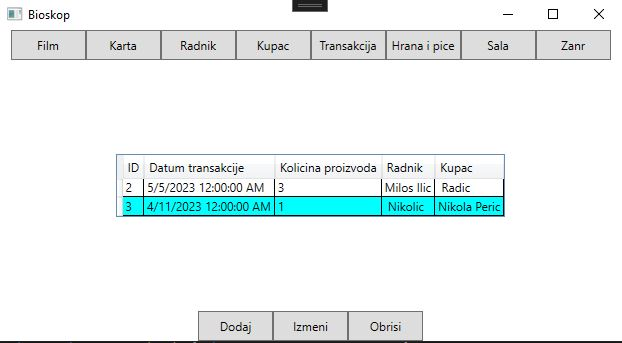 Bioskop
Film Karta Radnik Kupac Transakcija Hrana i pice Sala Zanr
ID Datum transakcije Kolicina proizvoda Radnik Kupac
2 5/5/2023 12:00:00 AM 3 Milos Ilic Radic
3 4/11/2023 12:00:00 AM 1 Nikolic Nikola Peric
Dodaj Izmeni Obrisi